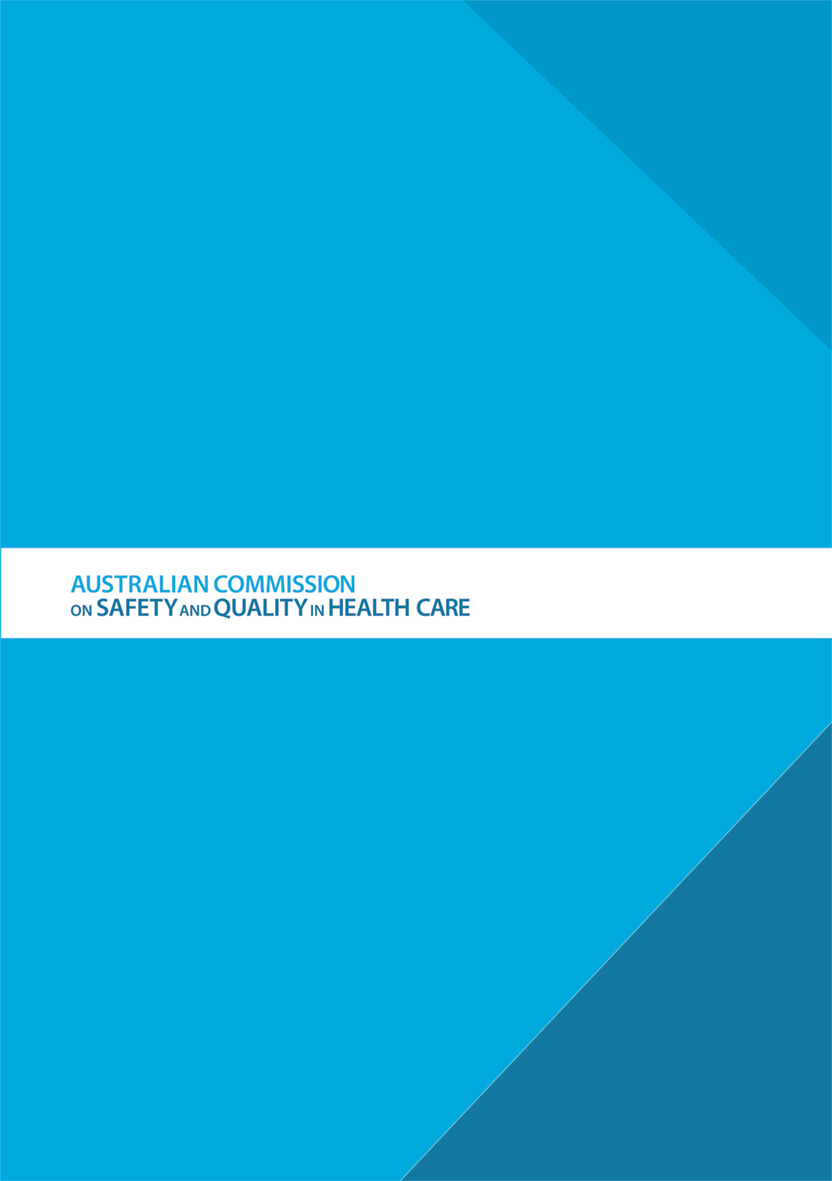 AUSTRALIAN COMMISSION
ON SAFETY AND QUALITY IN HEALTH CARE